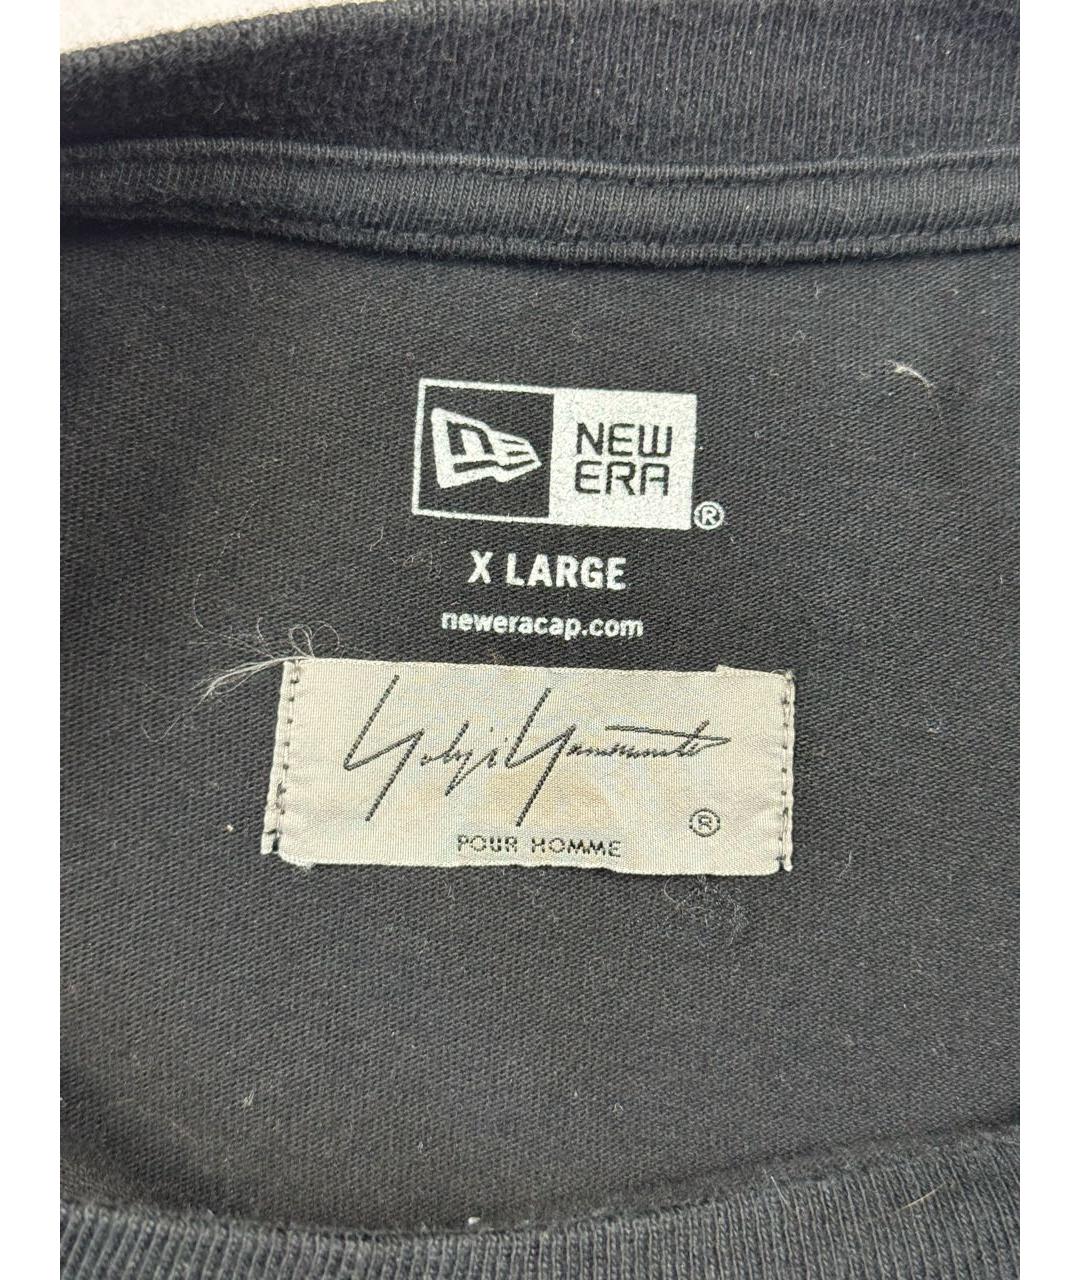 NEW
ERA
®
X LARGE
neweracap.com
Yohji Yamamoto
®
POUR HOMME